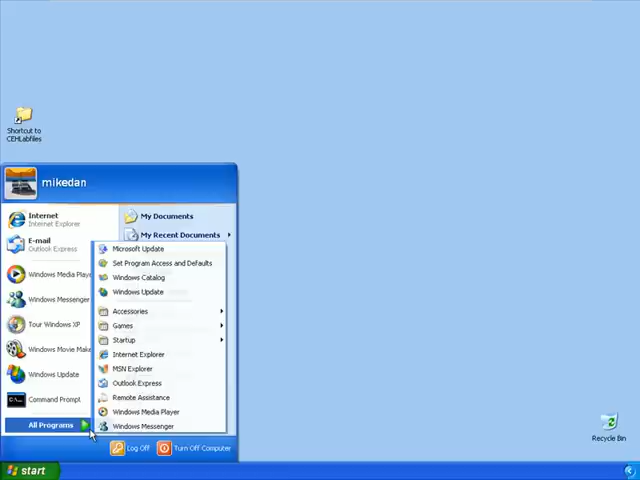 Shortcut to
CEHLabfiles
mikedan
Internet
Internet Explorer
E-mail
Outlook Express
Windows Media Play
Windows Messenger
Tour Windows XP
Windows Movie Make
Windows Update
Command Prompt
All Programs
My Documents
My Recent Documents
Microsoft Update
Set Program Access and Defaults
Windows Catalog
Windows Update
Accessories
Games
Startup
Internet Explorer
MSN Explorer
Outlook Express
Remote Assistance
Windows Media Player
Windows Messenger
Log Off
Turn Off Computer
Recycle Bin
start